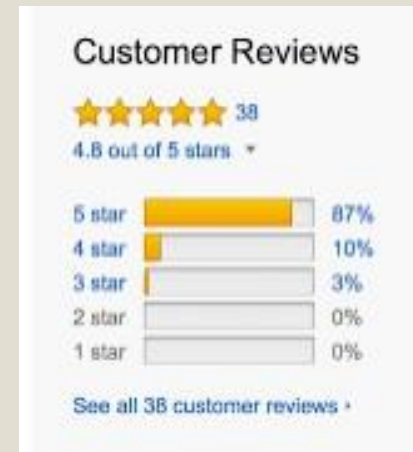 Customer Reviews
38
4.8 out of 5 stars
5 star 87%
4 star 10%
3 star 3%
2 star 0%
1 star 0%
See all 38 customer reviews ›